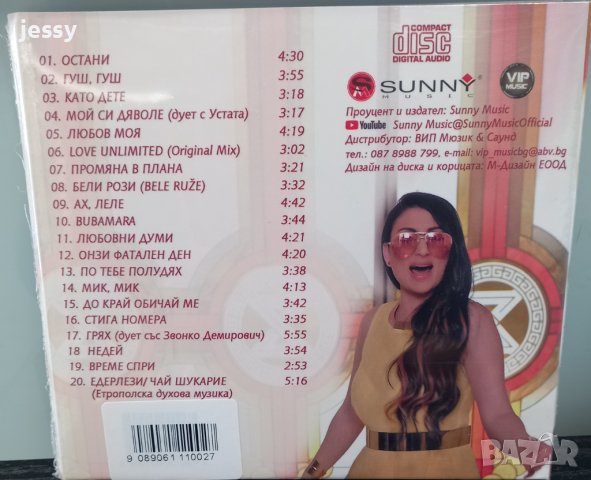 jessy
COMPACT
disc
DIGITAL AUDIO
01. ОСТАНИ 4:30
02. ГУШ, ГУШ 3:55
03. КАТО ДЕТЕ 3:18
04. МОЙ СИ ДЯВОЛЕ (дует с Устата) 3:17
05. ЛЮБОВ МОЯ 4:19
06. LOVE UNLIMITED (Original Mix) 3:02
07. ПРОМЯНА В ПЛАНА 3:21
08. БЕЛИ РОЗИ (BELE RUŽE) 3:32
09. АХ, ЛЕЛЕ 4:42
10. BUBAMARA 3:44
11. ЛЮБОВНИ ДУМИ 4:21
12. ОНЗИ ФАТАЛЕН ДЕН 4:20
13. ПО ТЕБЕ ПОЛУДЯХ 3:38
14. МИК, МИК 4:13
15. ДО КРАЙ ОБИЧАЙ МЕ 3:42
16. СТИГА НОМЕРА 3:35
17. ГРЯХ (дует със Звонко Демирович) 5:55
18 НЕДЕЙ 3:54
19. ВРЕМЕ СПРИ 2:53
20. ЕДЕРЛЕЗИ/ ЧАЙ ШУКАРИЕ 5:16
(Етрополска духова музика)
SUNNY
MUSIC
VIP
MUSIC
Проуцент и издател: Sunny Music
YouTube Sunny Music@SunnyMusicOfficial
Дистрибутор: ВИП Мюзик & Саунд
тел.: 087 8988 799, e-mail: vip_musicbg@abv.bg
Дизайн на диска и корицата: М-Дизайн ЕООД
9 089061 110027
БАЗАР
bazar.bg